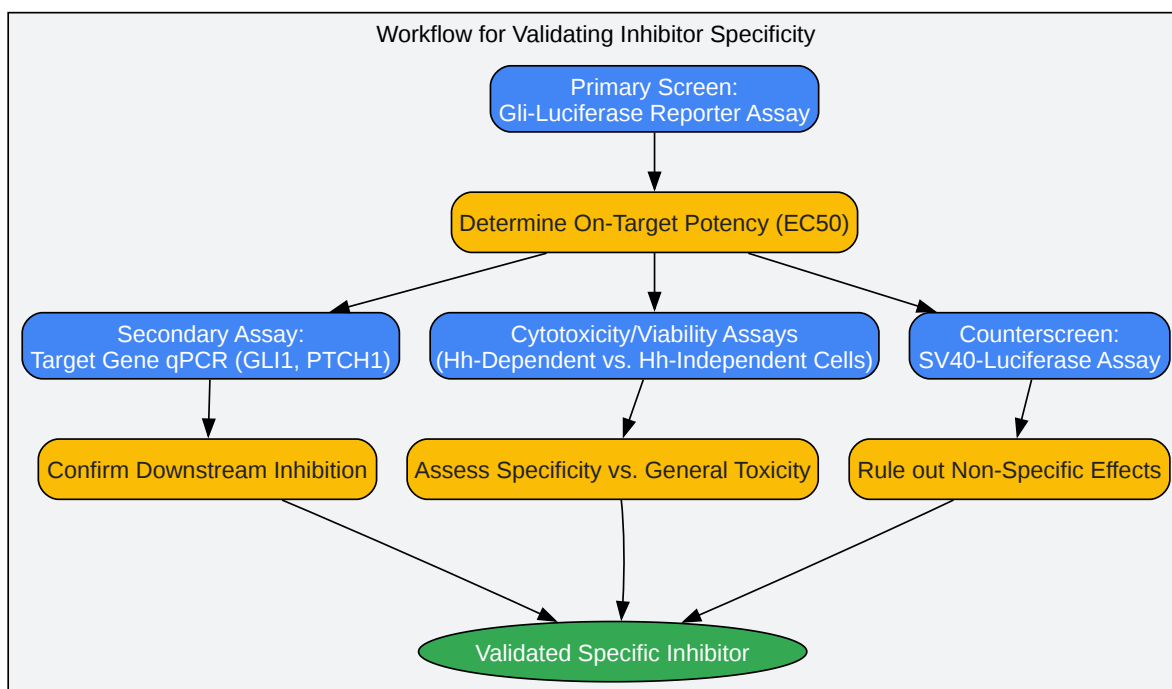 Workflow for Validating Inhibitor Specificity
Primary Screen:
Gli-Luciferase Reporter Assay
Determine On-Target Potency (EC50)
Secondary Assay:
Target Gene qPCR (GLI1, PTCH1)
Cytotoxicity/Viability Assays
(Hh-Dependent vs. Hh-Independent Cells)
Counterscreen:
SV40-Luciferase Assay
Confirm Downstream Inhibition
Assess Specificity vs. General Toxicity
Rule out Non-Specific Effects
Validated Specific Inhibitor